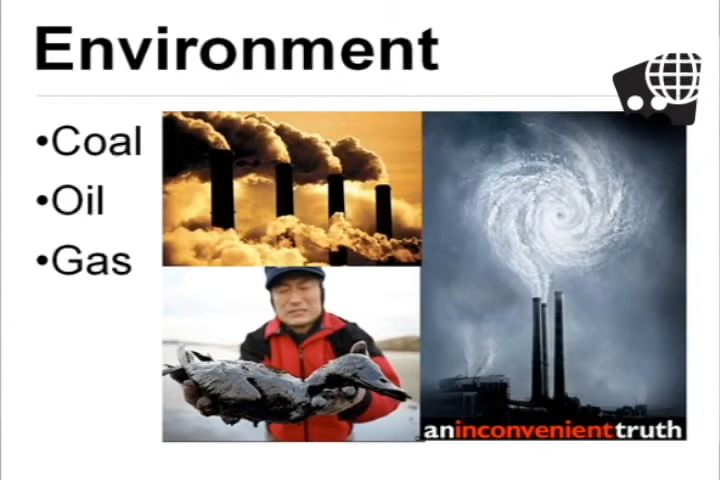 Environment
•Coal
•Oil
•Gas
aninconvenienttruth